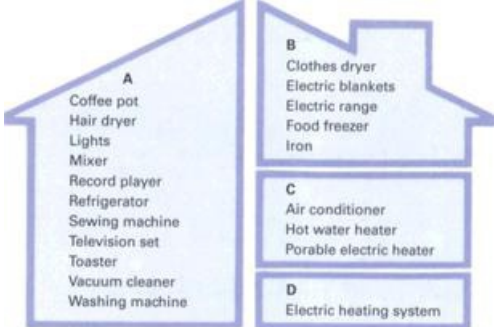 A
Coffee pot
Hair dryer
Lights
Mixer
Record player
Refrigerator
Sewing machine
Television set
Toaster
Vacuum cleaner
Washing machine
B
Clothes dryer
Electric blankets
Electric range
Food freezer
Iron
C
Air conditioner
Hot water heater
Porable electric heater
D
Electric heating system